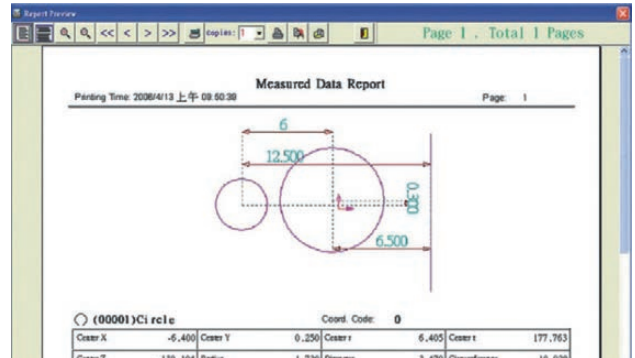 Report Preview
<< < > >> copies: 1 Page 1 . Total 1 Pages
Measured Data Report
Printing Time: 2008/4/13 上午 09:50:39 Page: 1
6
12.500
0.300
6.500
(00001)Circle Coord. Code: 0
Center X -6.400 Center Y 0.250 Center r 6.405 Center t 177.763